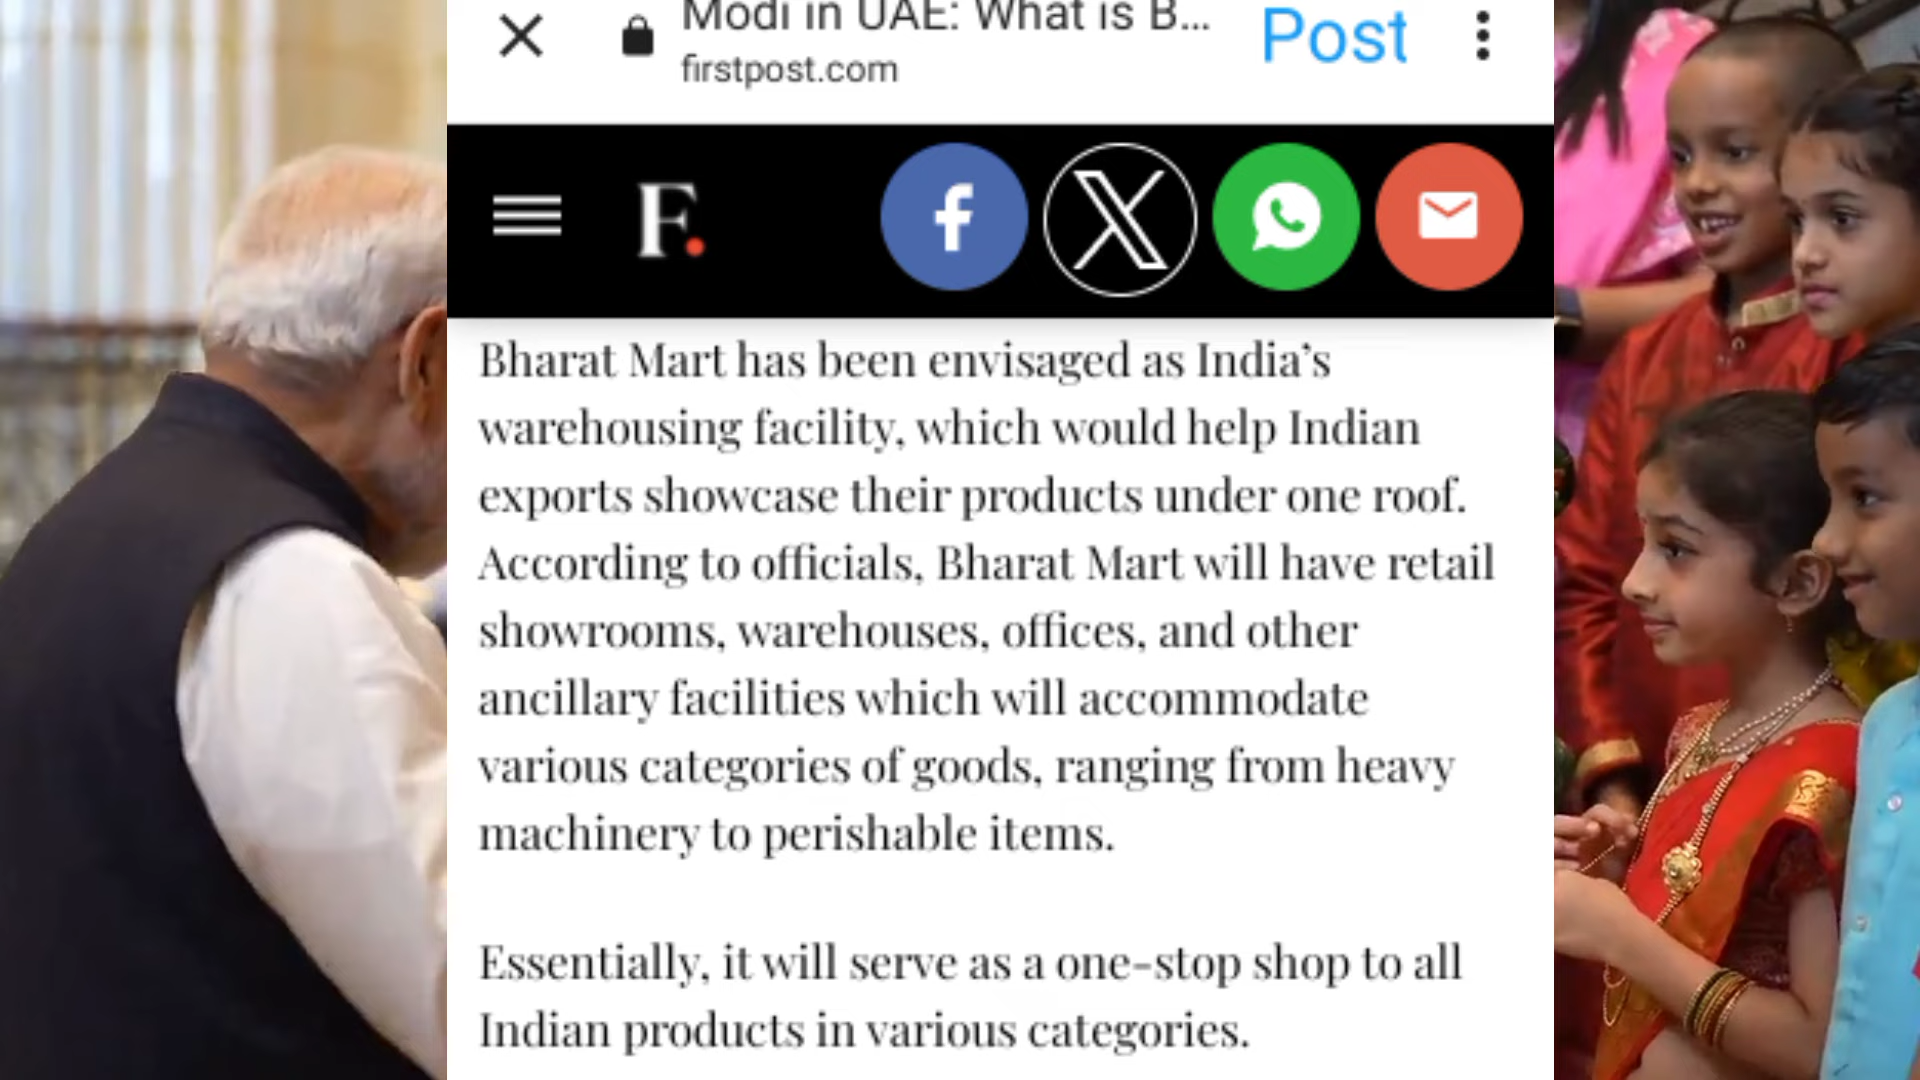 Modi in UAE: What is B...
firstpost.com
Post
F.
f
X
Bharat Mart has been envisaged as India’s
warehousing facility, which would help Indian
exports showcase their products under one roof.
According to officials, Bharat Mart will have retail
showrooms, warehouses, offices, and other
ancillary facilities which will accommodate
various categories of goods, ranging from heavy
machinery to perishable items.
Essentially, it will serve as a one-stop shop to all
Indian products in various categories.